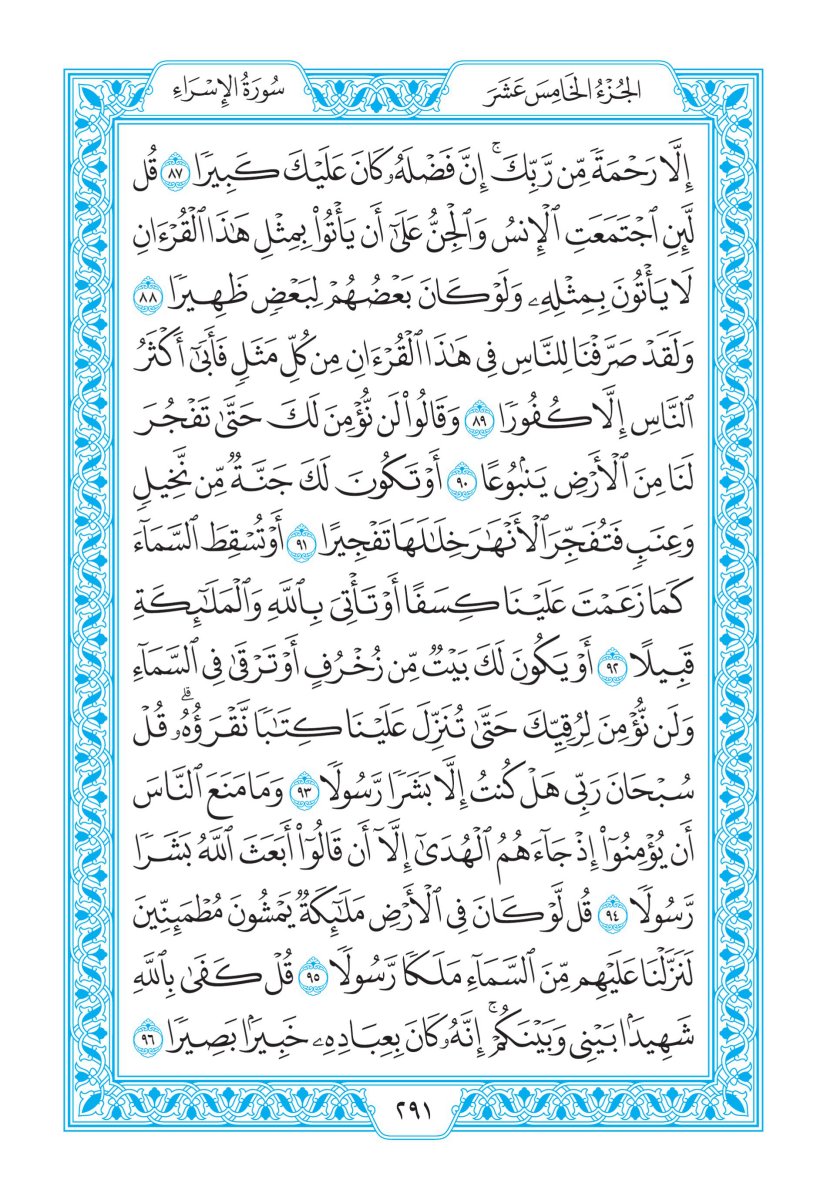 الجُزْءُ الخَامِسَ عَشَرَ
سُورَةُ الإِسْرَاءِ
إِلَّا رَحْمَةً مِّن رَّبِّكَۚ إِنَّ فَضْلَهُۥ كَانَ عَلَيْكَ كَبِيرًا ٨٧ قُل
لَّئِنِ ٱجْتَمَعَتِ ٱلْإِنسُ وَٱلْجِنُّ عَلَىٰٓ أَن يَأْتُوا۟ بِمِثْلِ هَٰذَا ٱلْقُرْءَانِ
لَا يَأْتُونَ بِمِثْلِهِۦ وَلَوْ كَانَ بَعْضُهُمْ لِبَعْضٍ ظَهِيرًا ٨٨
وَلَقَدْ صَرَّفْنَا لِلنَّاسِ فِى هَٰذَا ٱلْقُرْءَانِ مِن كُلِّ مَثَلٍ فَأَبَىٰٓ أَكْثَرُ
ٱلنَّاسِ إِلَّا كُفُورًا ٨٩ وَقَالُوا۟ لَن نُّؤْمِنَ لَكَ حَتَّىٰ تَفْجُرَ
لَنَا مِنَ ٱلْأَرْضِ يَنۢبُوعًا ٩٠ أَوْ تَكُونَ لَكَ جَنَّةٌ مِّن نَّخِيلٍ
وَعِنَبٍ فَتُفَجِّرَ ٱلْأَنْهَٰرَ خِلَٰلَهَا تَفْجِيرًا ٩١ أَوْ تُسْقِطَ ٱلسَّمَآءَ
كَمَا زَعَمْتَ عَلَيْنَا كِسَفًا أَوْ تَأْتِىَ بِٱللَّهِ وَٱلْمَلَٰٓئِكَةِ
قَبِيلًا ٩٢ أَوْ يَكُونَ لَكَ بَيْتٌ مِّن زُخْرُفٍ أَوْ تَرْقَىٰ فِى ٱلسَّمَآءِ
وَلَن نُّؤْمِنَ لِرُقِيِّكَ حَتَّىٰ تُنَزِّلَ عَلَيْنَا كِتَٰبًا نَّقْرَؤُهُۥۗ قُلْ
سُبْحَانَ رَبِّى هَلْ كُنتُ إِلَّا بَشَرًا رَّسُولًا ٩٣ وَمَا مَنَعَ ٱلنَّاسَ
أَن يُؤْمِنُوٓا۟ إِذْ جَآءَهُمُ ٱلْهُدَىٰٓ إِلَّآ أَن قَالُوٓا۟ أَبَعَثَ ٱللَّهُ بَشَرًا
رَّسُولًا ٩٤ قُل لَّوْ كَانَ فِى ٱلْأَرْضِ مَلَٰٓئِكَةٌ يَمْشُونَ مُطْمَئِنِّينَ
لَنَزَّلْنَا عَلَيْهِم مِّنَ ٱلسَّمَآءِ مَلَكًا رَّسُولًا ٩٥ قُلْ كَفَىٰ بِٱللَّهِ
شَهِيدًۢا بَيْنِى وَبَيْنَكُمْۚ إِنَّهُۥ كَانَ بِعِبَادِهِۦ خَبِيرًۢا بَصِيرًا ٩٦
٢٩١